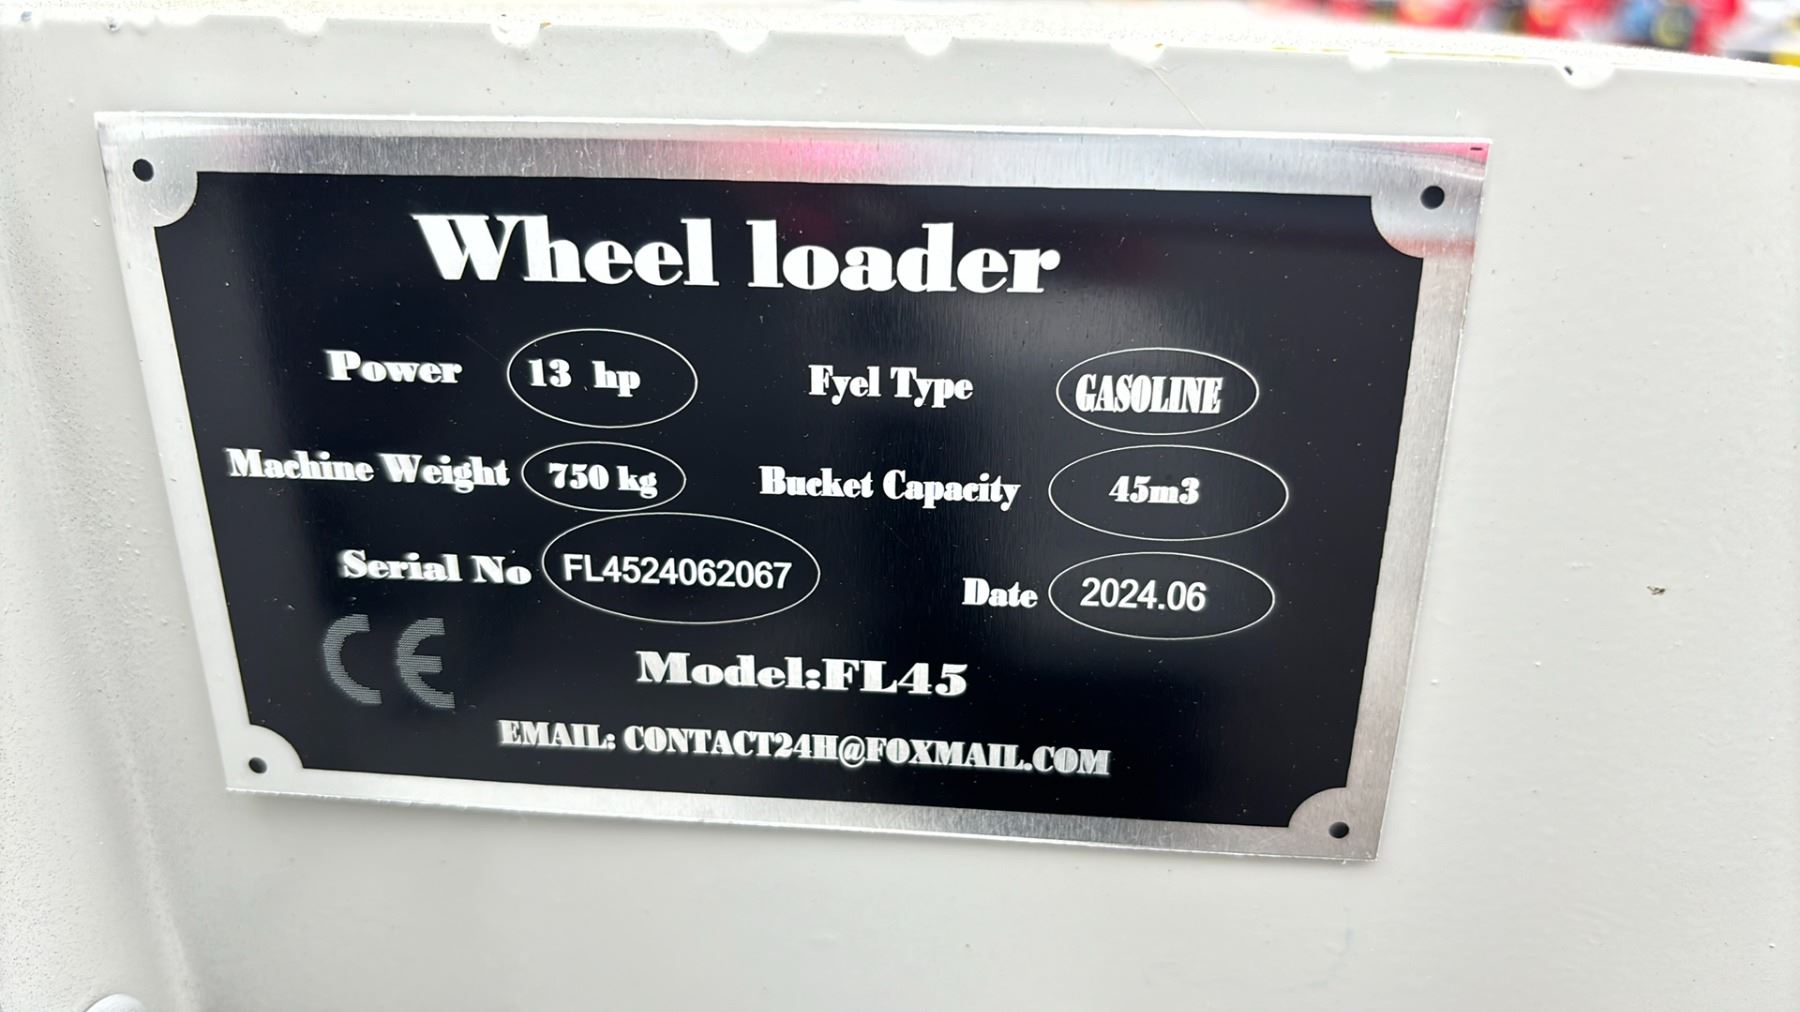 Wheel loader
Power 13 hp Fyel Type GASOLINE
Machine Weight 750 kg Bucket Capacity 45m3
Serial No FL4524062067 Date 2024.06
CE
Model:FL45
EMAIL: CONTACT24H@FOXMAIL.COM